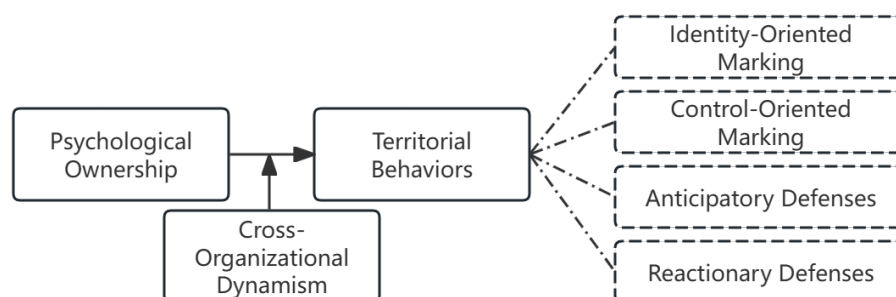 Identity-Oriented
Marking
Control-Oriented
Marking
Psychological
Ownership
Territorial
Behaviors
Anticipatory Defenses
Cross-
Organizational
Dynamism
Reactionary Defenses